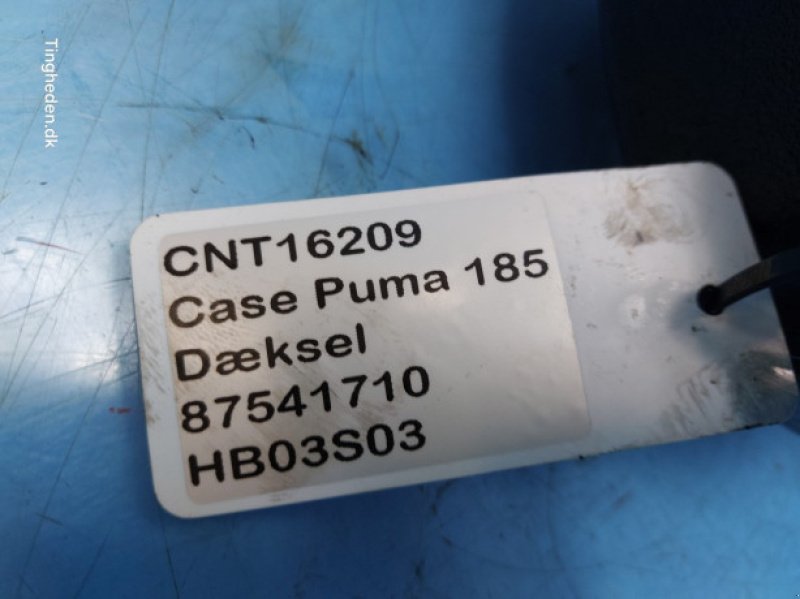 Tingheden.dk
CNT16209
Case Puma 185
Dæksel
87541710
HB03S03